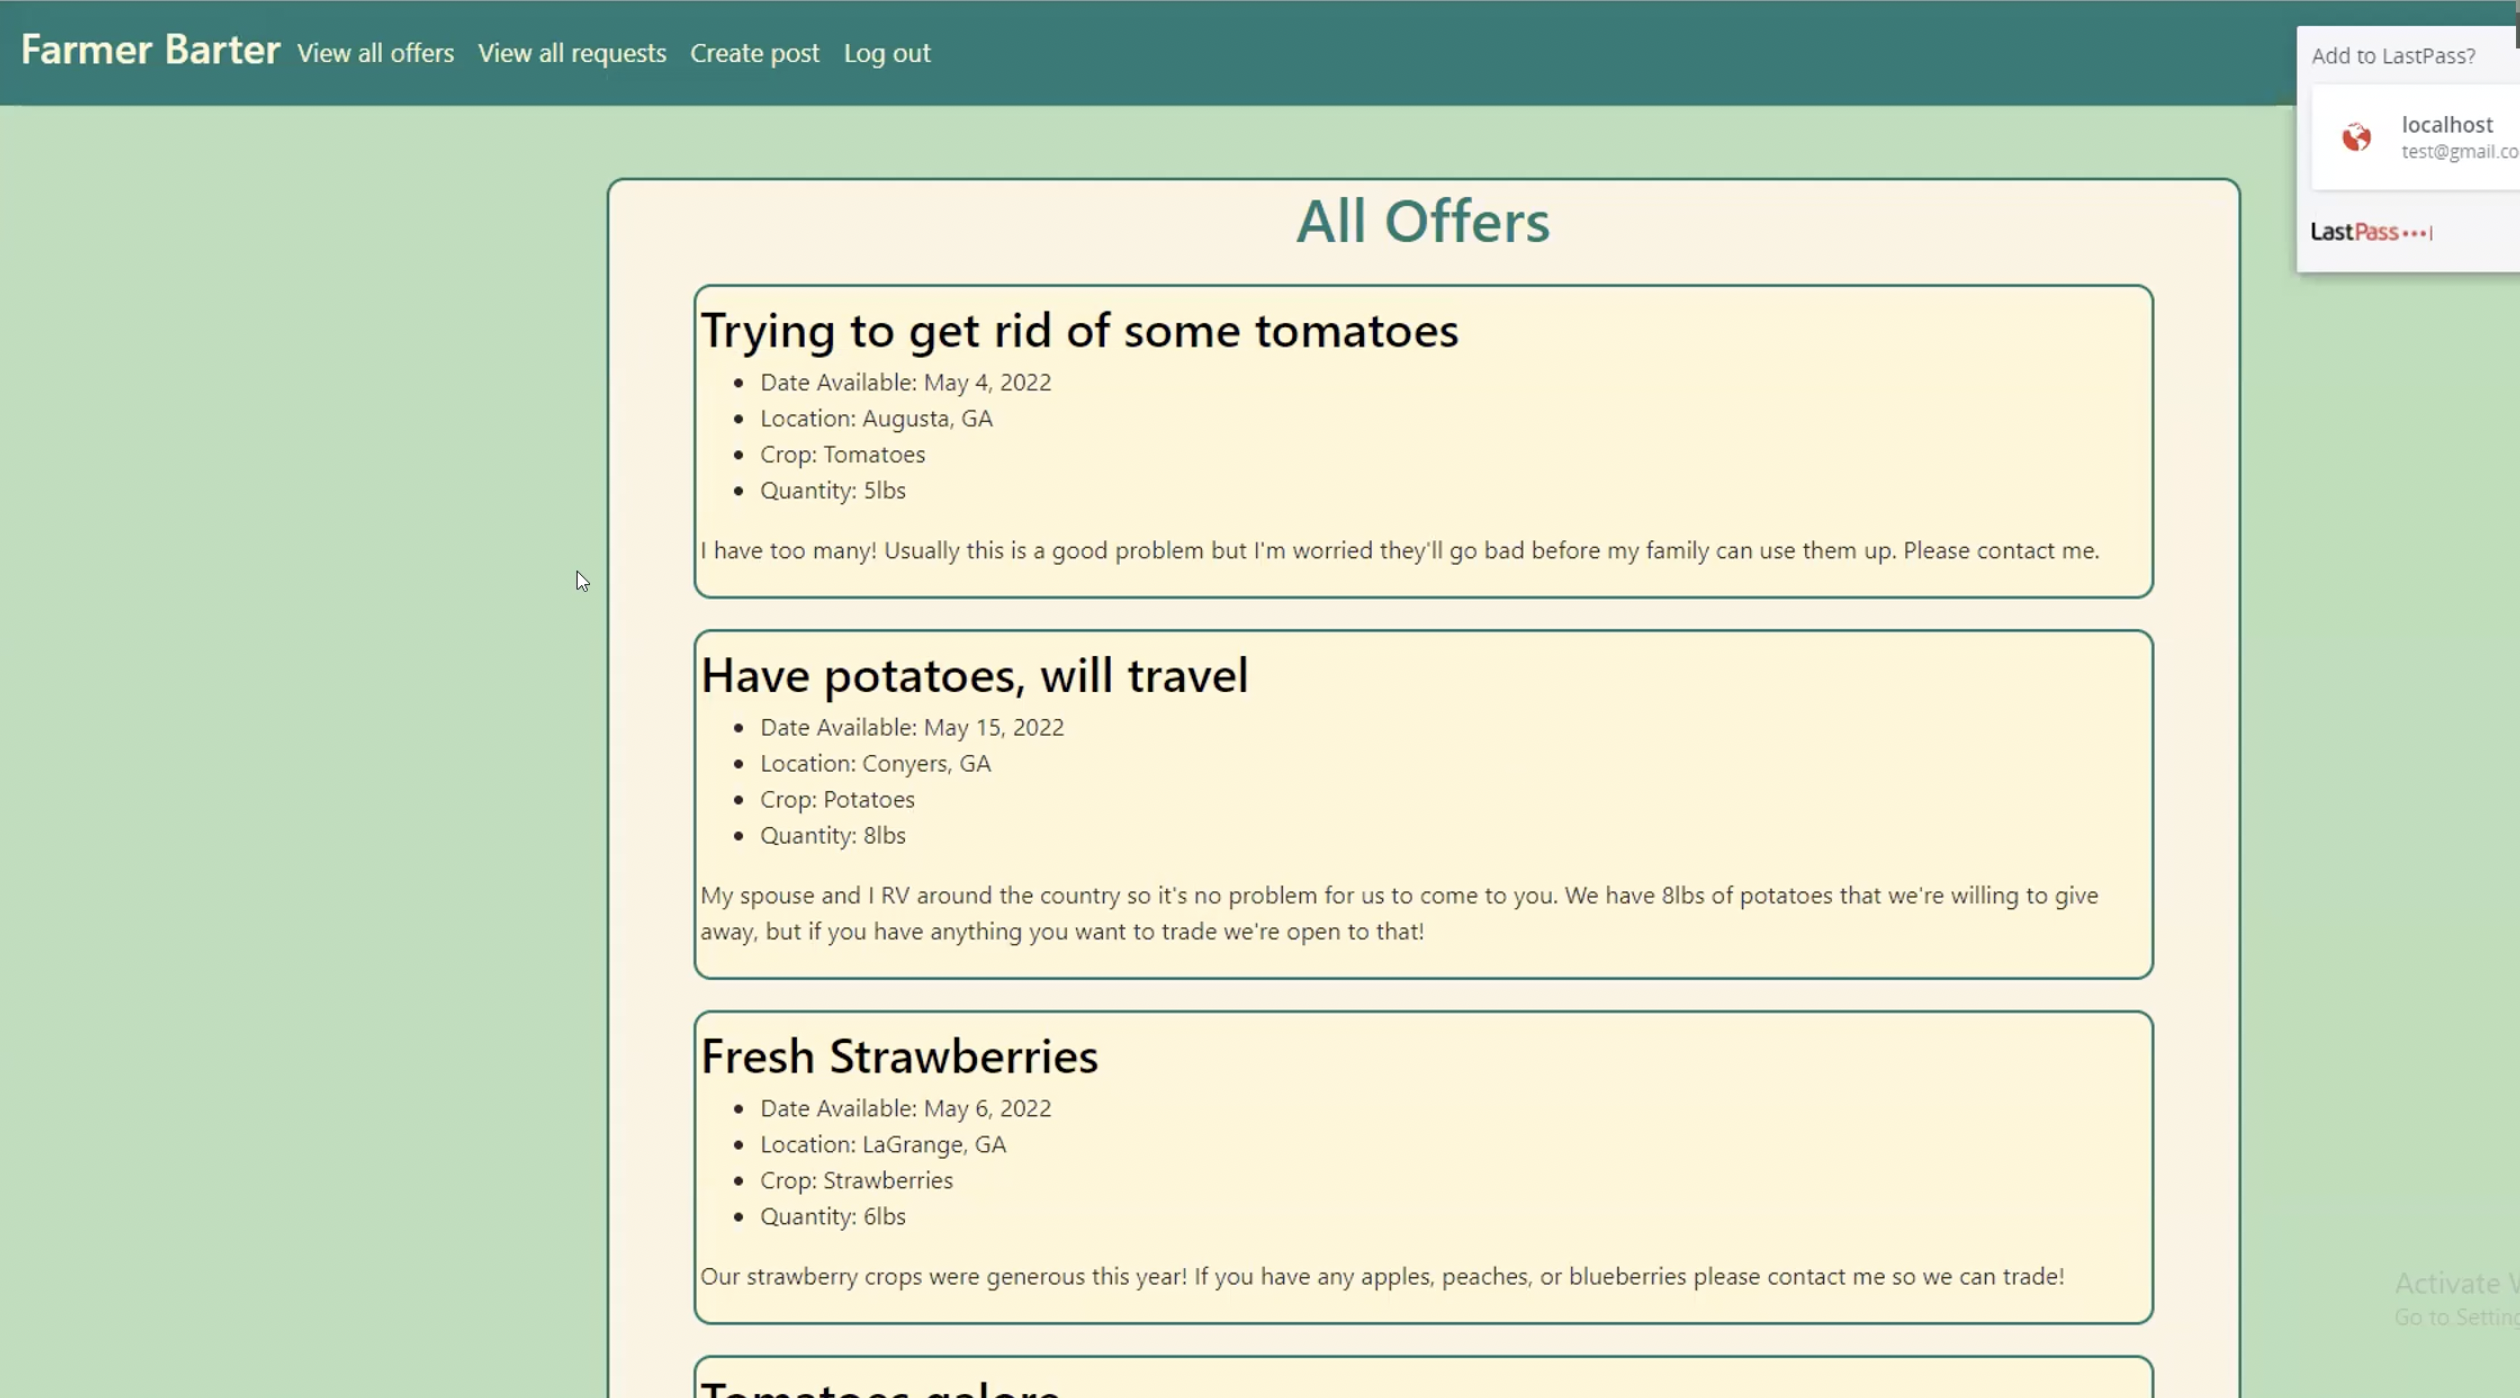 Farmer Barter View all offers View all requests Create post Log out
Add to LastPass?
localhost
test@gmail.co
LastPass
All Offers
Trying to get rid of some tomatoes
• Date Available: May 4, 2022
• Location: Augusta, GA
• Crop: Tomatoes
• Quantity: 5lbs
I have too many! Usually this is a good problem but I'm worried they'll go bad before my family can use them up. Please contact me.
Have potatoes, will travel
• Date Available: May 15, 2022
• Location: Conyers, GA
• Crop: Potatoes
• Quantity: 8lbs
My spouse and I RV around the country so it's no problem for us to come to you. We have 8lbs of potatoes that we're willing to give
away, but if you have anything you want to trade we're open to that!
Fresh Strawberries
• Date Available: May 6, 2022
• Location: LaGrange, GA
• Crop: Strawberries
• Quantity: 6lbs
Our strawberry crops were generous this year! If you have any apples, peaches, or blueberries please contact me so we can trade!
Tomatoes galore
Activate
Go to Setting